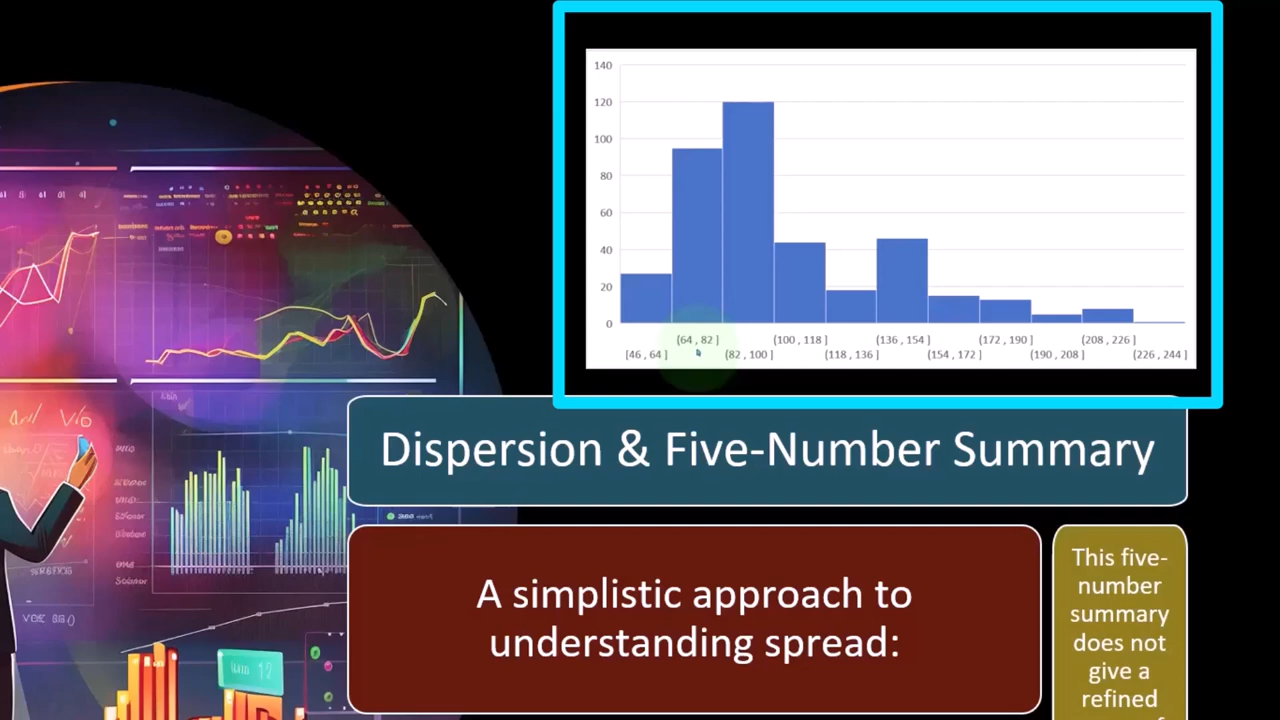 140
120
100
80
60
40
20
0
[46 , 64 ]
(64 , 82 ]
(82 , 100 ]
(100 , 118 ]
(118 , 136 ]
(136 , 154 ]
(154 , 172 ]
(172 , 190 ]
(190 , 208 ]
(208 , 226 ]
(226 , 244 ]
Dispersion & Five-Number Summary
A simplistic approach to
understanding spread:
This five-
number
summary
does not
give a
refined